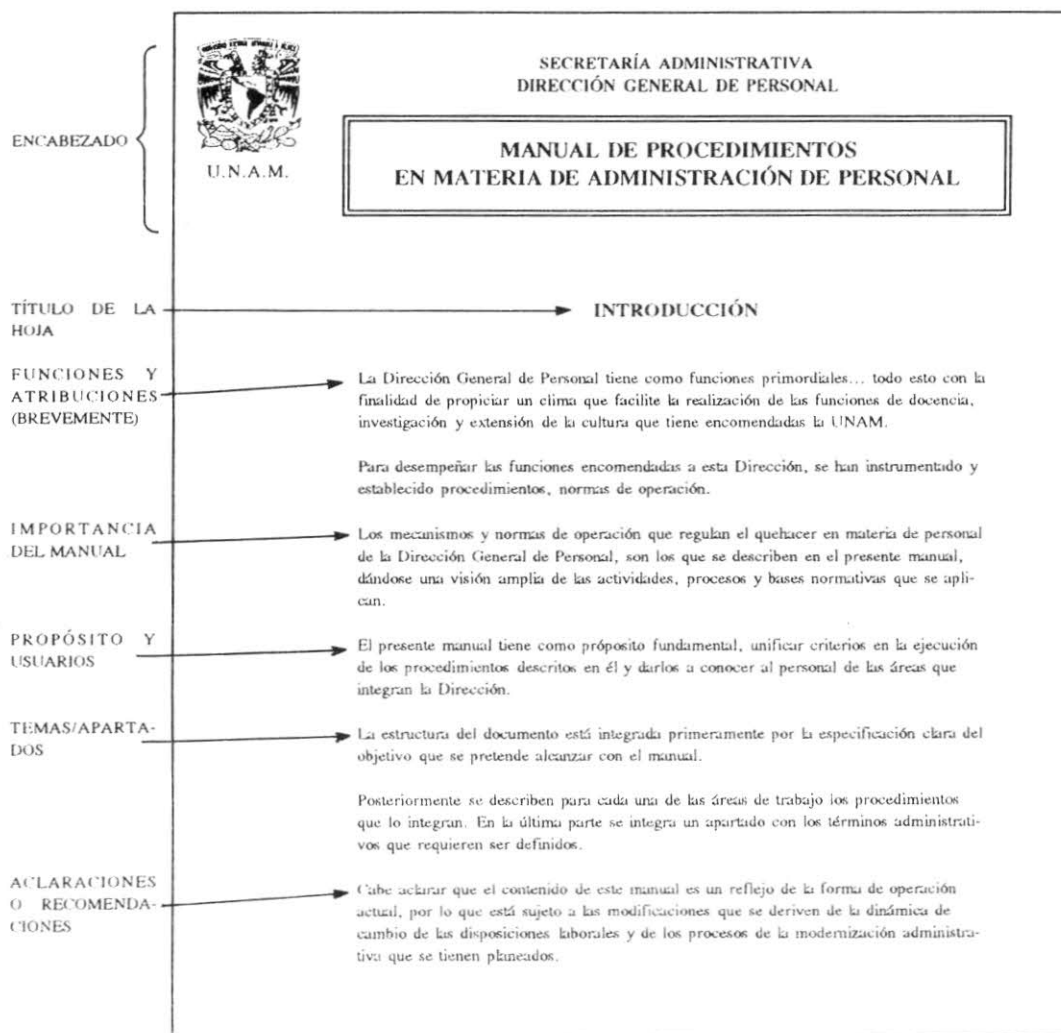 SECRETARÍA ADMINISTRATIVA
DIRECCIÓN GENERAL DE PERSONAL
ENCABEZADO
U.N.A.M.
MANUAL DE PROCEDIMIENTOS
EN MATERIA DE ADMINISTRACIÓN DE PERSONAL
TÍTULO DE LA
HOJA
INTRODUCCIÓN
FUNCIONES Y
ATRIBUCIONES
(BREVEMENTE)
La Dirección General de Personal tiene como funciones primordiales... todo esto con la
finalidad de propiciar un clima que facilite la realización de las funciones de docencia,
investigación y extensión de la cultura que tiene encomendadas la UNAM.
Para desempeñar las funciones encomendadas a esta Dirección, se han instrumentado y
establecido procedimientos, normas de operación.
IMPORTANCIA
DEL MANUAL
Los mecanismos y normas de operación que regulan el quehacer en materia de personal
de la Dirección General de Personal, son los que se describen en el presente manual,
dándose una visión amplia de las actividades, procesos y bases normativas que se apli-
can.
PROPÓSITO Y
USUARIOS
El presente manual tiene como próposito fundamental, unificar criterios en la ejecución
de los procedimientos descritos en él y darlos a conocer al personal de las áreas que
integran la Dirección.
TEMAS/APARTA-
DOS
La estructura del documento está integrada primeramente por la especificación clara del
objetivo que se pretende alcanzar con el manual.
Posteriormente se describen para cada una de las áreas de trabajo los procedimientos
que lo integran. En la última parte se integra un apartado con los términos administrati-
vos que requieren ser definidos.
ACLARACIONES
O RECOMENDA-
CIONES
Cabe aclarar que el contenido de este manual es un reflejo de la forma de operación
actual, por lo que está sujeto a las modificaciones que se deriven de la dinámica de
cambio de las disposiciones laborales y de los procesos de la modernización administra-
tiva que se tienen planeados.